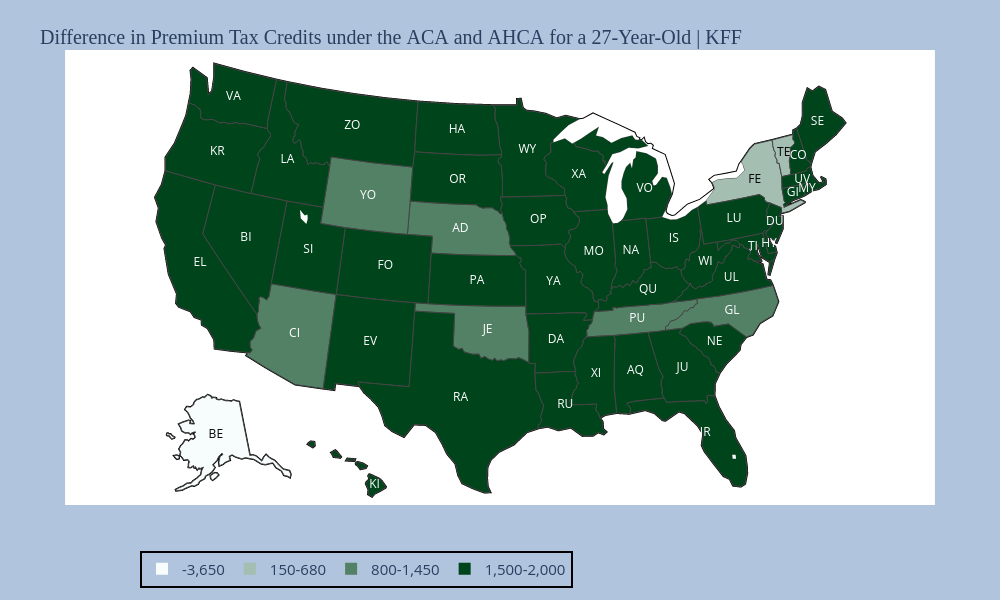 Difference in Premium Tax Credits under the ACA and AHCA for a 27-Year-Old | KFF
VA
ZO
HA
SE
KR
LA
WY
TE
CO
OR
XA
YO
VO
FE
UV
GI
MY
AD
OP
LU
DU
BI
SI
MO
NA
IS
TI
HY
EL
FO
PA
YA
WI
UL
QU
CI
JE
PU
GL
EV
DA
NE
XI
AQ
JU
RA
RU
IR
BE
KI
-3,650
150-680
800-1,450
1,500-2,000